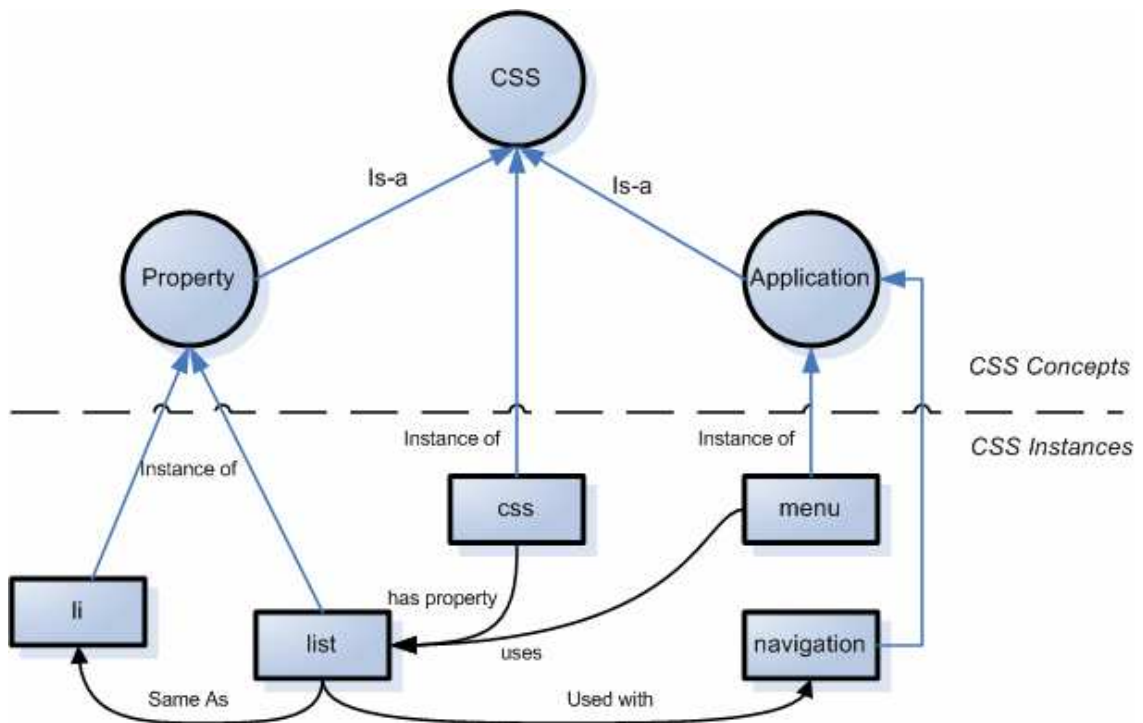 CSS
Is-a
Is-a
Property
Application
CSS Concepts
Instance of
Instance of
CSS Instances
Instance of
css
menu
li
has property
list
uses
navigation
Same As
Used with